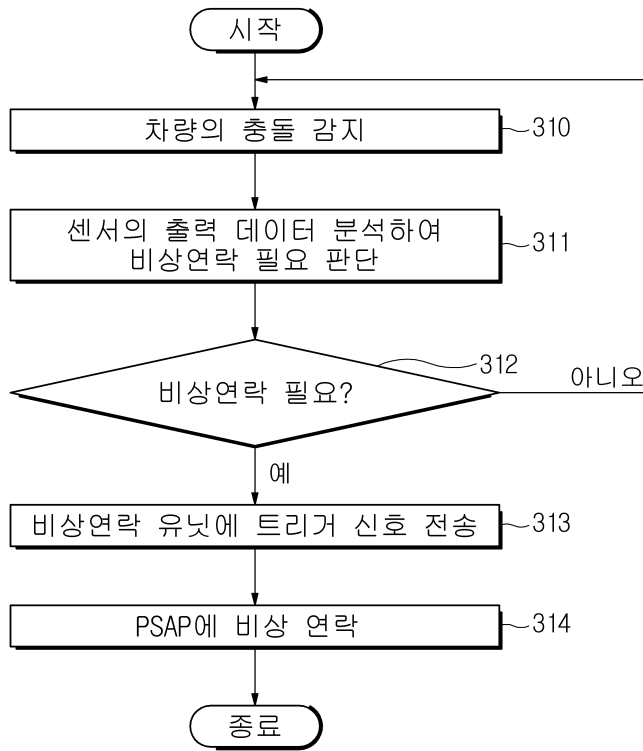 시작
차량의 충돌 감지
310
센서의 출력 데이터 분석하여
비상연락 필요 판단
311
312
비상연락 필요?
아니오
예
비상연락 유닛에 트리거 신호 전송
313
PSAP에 비상 연락
314
종료